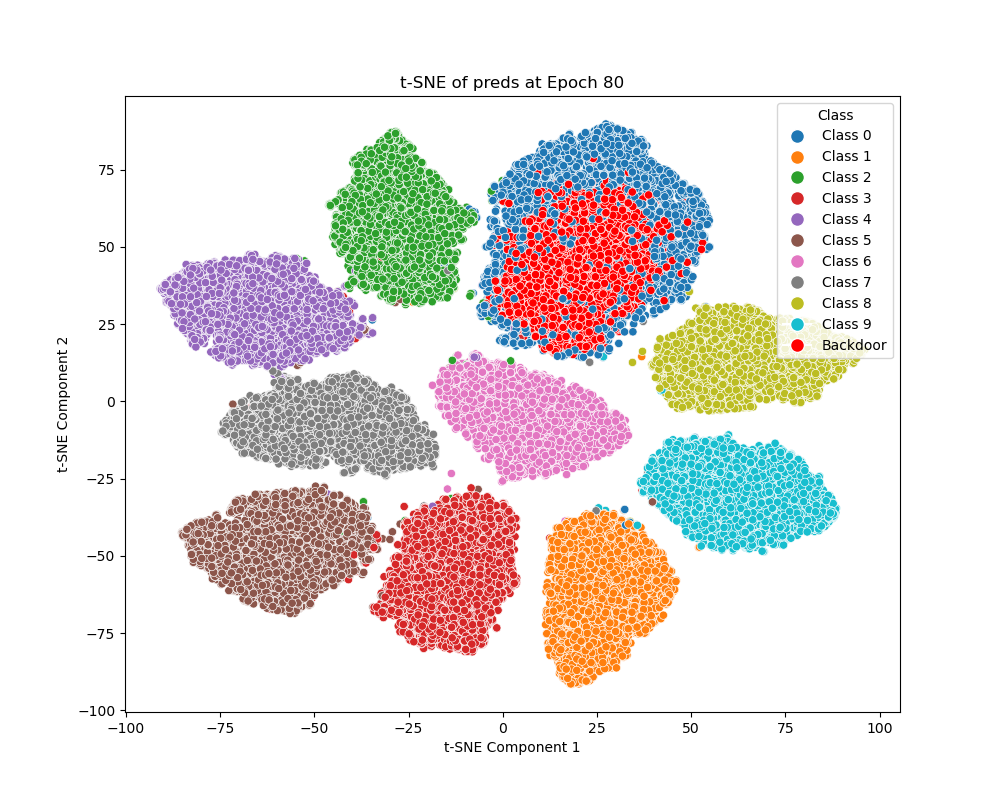 t-SNE of preds at Epoch 80
Class
Class 0
Class 1
Class 2
Class 3
Class 4
Class 5
Class 6
Class 7
Class 8
Class 9
Backdoor
75
50
25
0
−25
−50
−75
−100
t-SNE Component 2
−100 −75 −50 −25 0 25 50 75 100
t-SNE Component 1